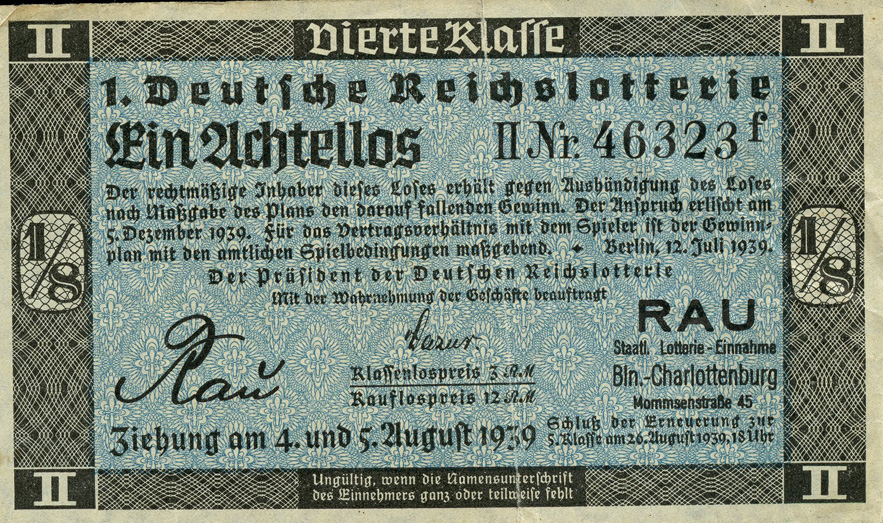 II Vierte Klasse II
1. Deutsche Reichslotterie
Ein Achtellos II Nr. 46323 f
Der rechtmäßige Inhaber dieses Loses erhält gegen Aushändigung des Loses
nach Maßgabe des Plans den darauf fallenden Gewinn. Der Anspruch erlischt am
5. Dezember 1939. Für das Vertragsverhältnis mit dem Spieler ist der Gewinn-
plan mit den amtlichen Spielbedingungen maßgebend. ✦ Berlin, 12. Juli 1939.
1/8
1/8
Der Präsident der Deutschen Reichslotterie
Mit der Wahrnehmung der Geschäfte beauftragt
Rau
Klassenlospreis 3 RM
Kauflospreis 12 RM
RAU
Staatl. Lotterie-Einnahme
Bln.-Charlottenburg
Mommsenstraße 45
Ziehung am 4. und 5. August 1939
Schluß der Erneuerung zur
5. Klasse am 26. August 1939, 18 Uhr
II
Ungültig, wenn die Namensunterschrift
des Einnehmers ganz oder teilweise fehlt
II